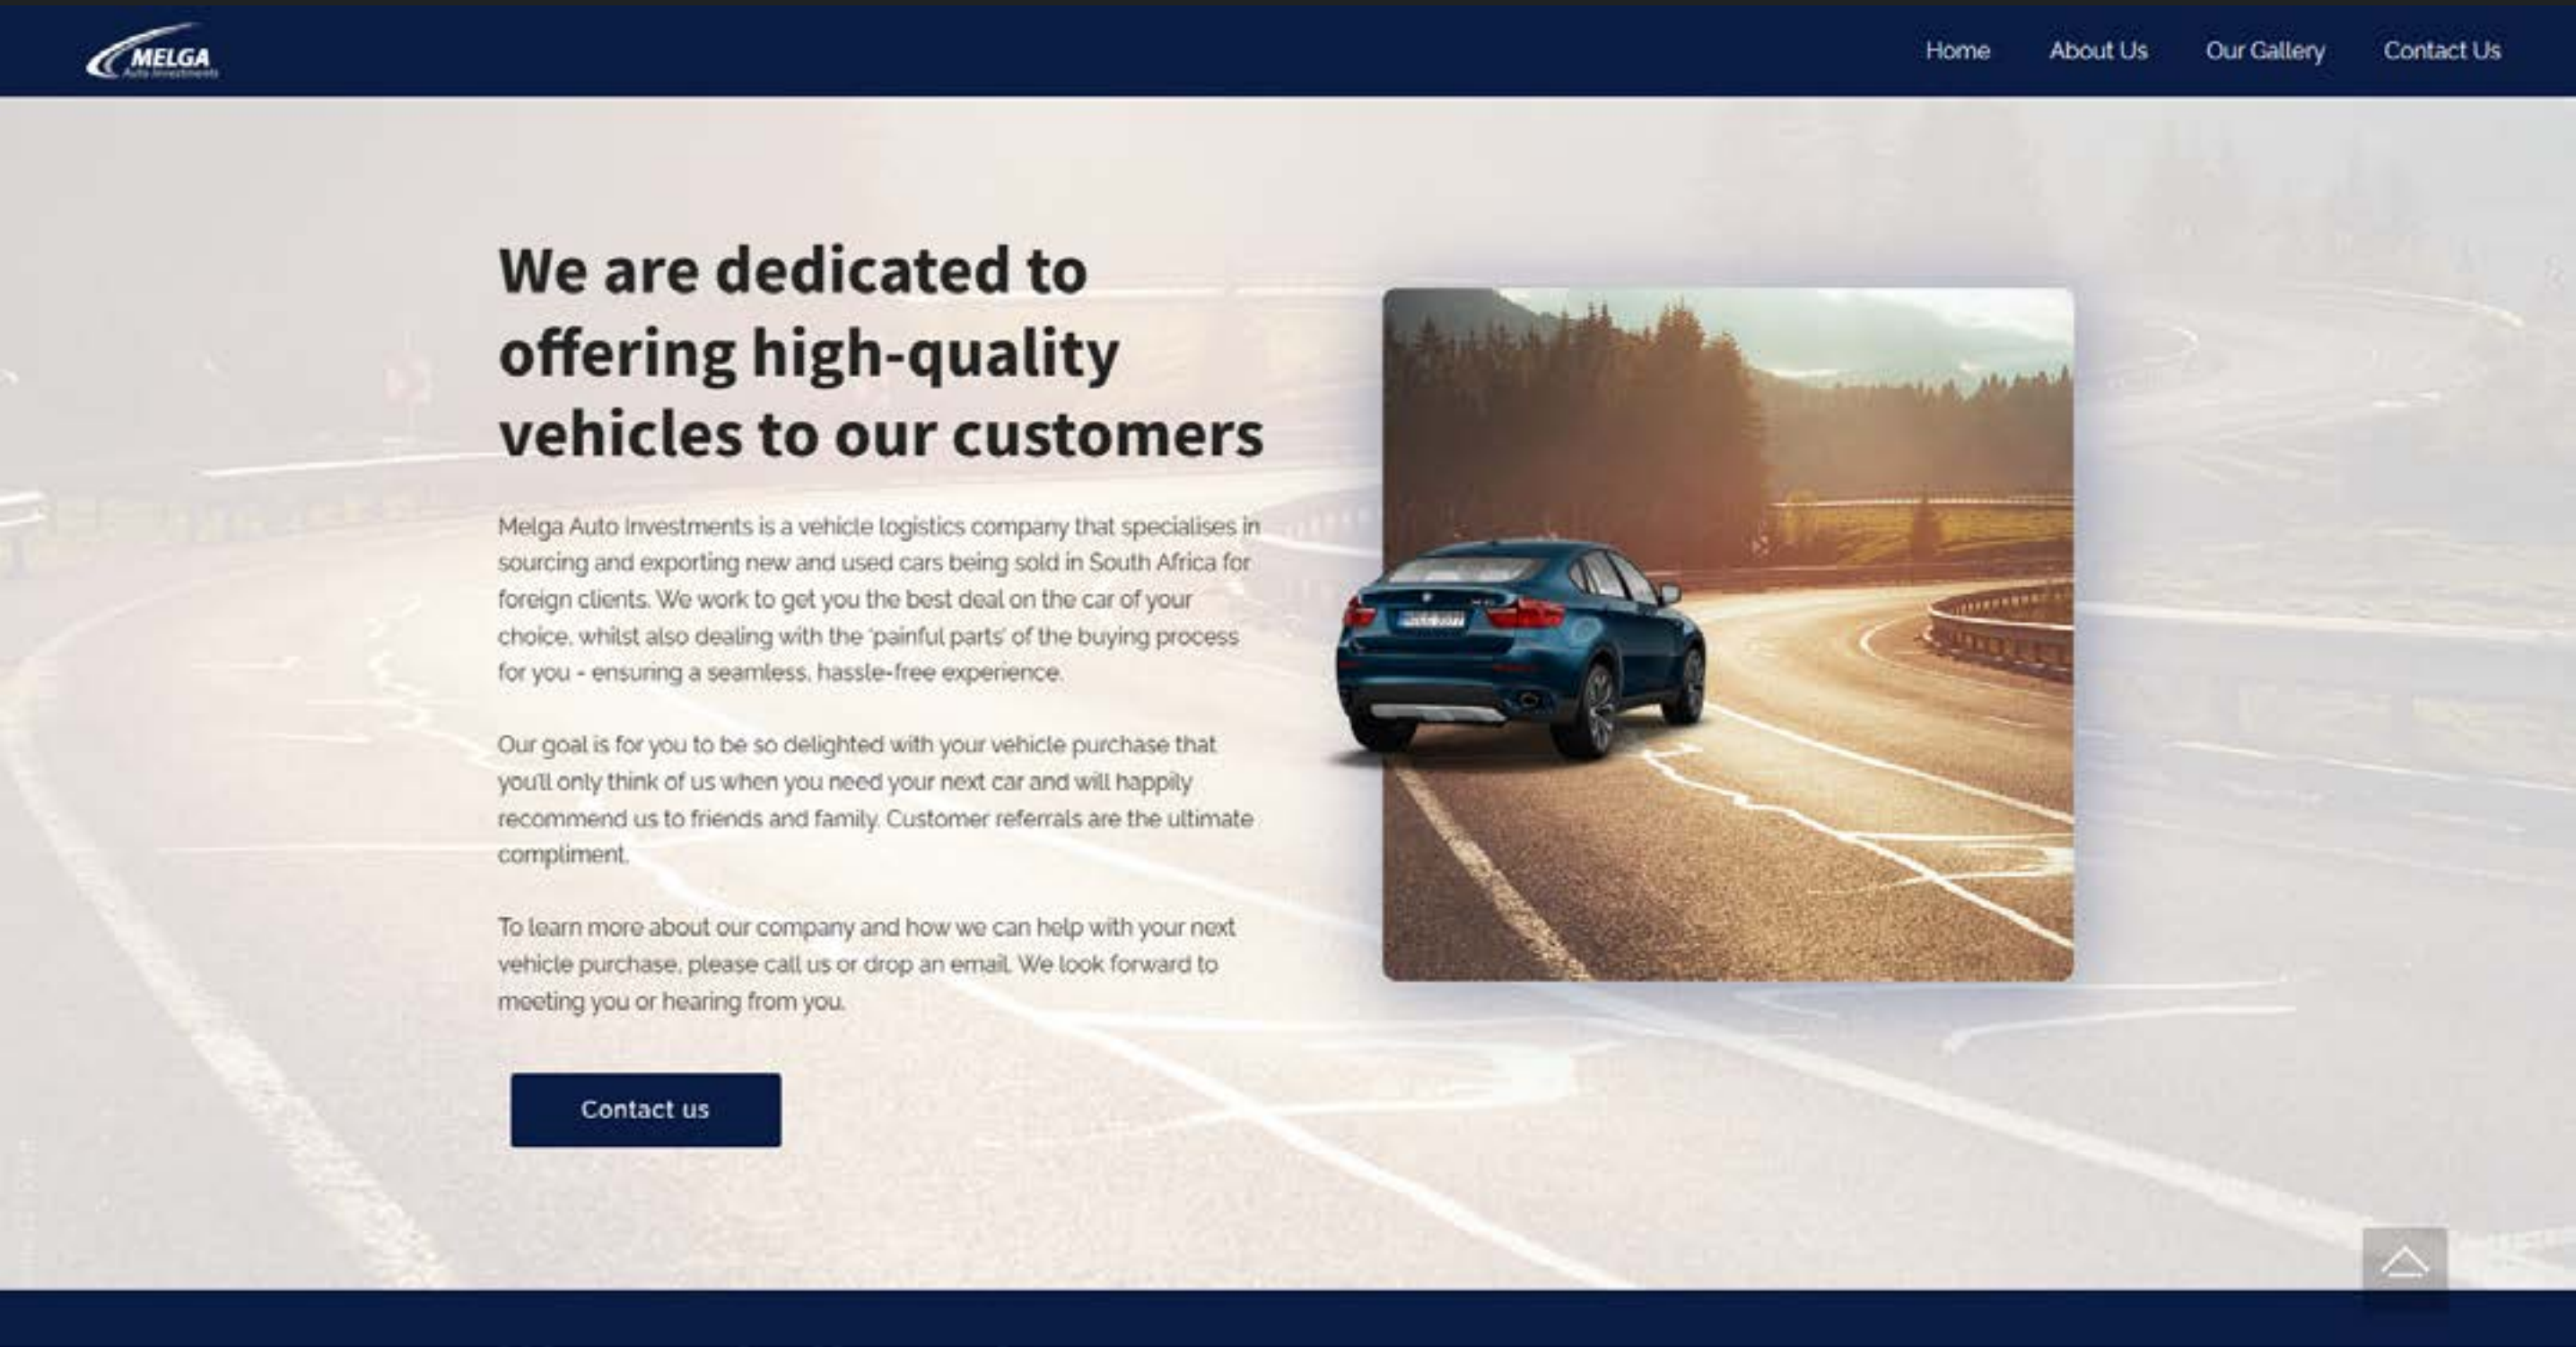 MELGA
Auto Investments
Home
About Us
Our Gallery
Contact Us
We are dedicated to
offering high-quality
vehicles to our customers
Melga Auto Investments is a vehicle logistics company that specialises in
sourcing and exporting new and used cars being sold in South Africa for
foreign clients. We work to get you the best deal on the car of your
choice, whilst also dealing with the 'painful parts' of the buying process
for you - ensuring a seamless, hassle-free experience.
Our goal is for you to be so delighted with your vehicle purchase that
you'll only think of us when you need your next car and will happily
recommend us to friends and family. Customer referrals are the ultimate
compliment.
To learn more about our company and how we can help with your next
vehicle purchase, please call us or drop an email. We look forward to
meeting you or hearing from you.
Contact us